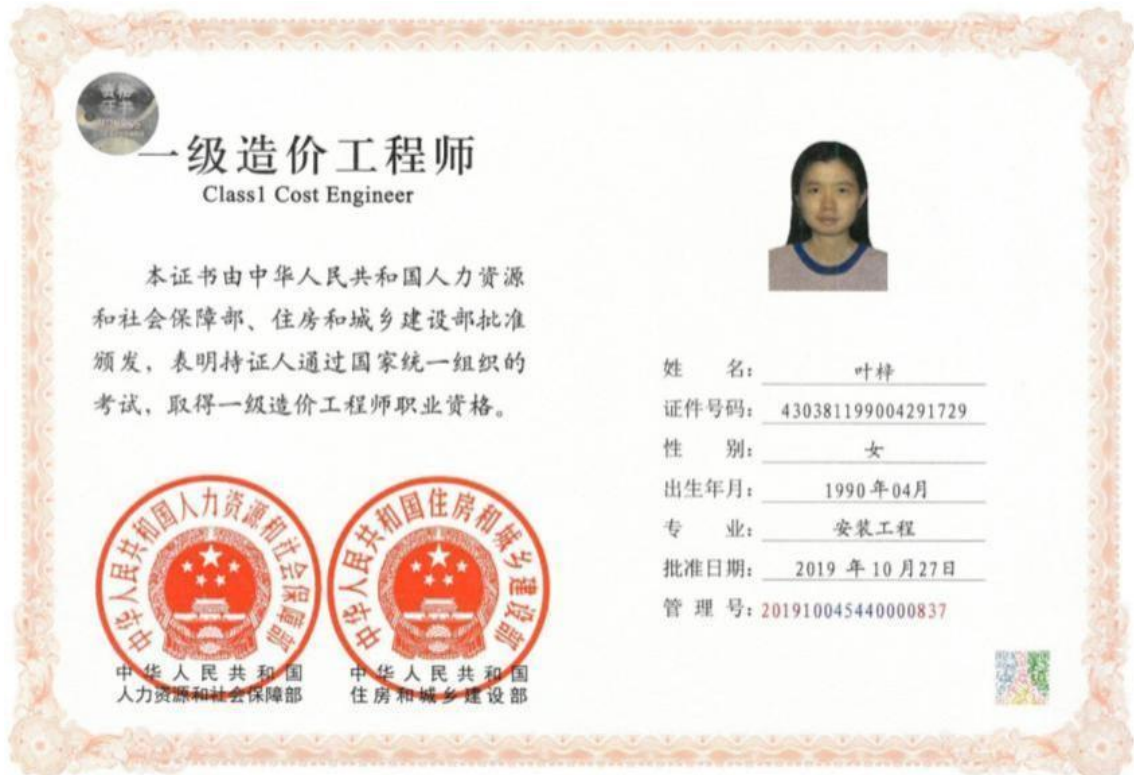 一级造价工程师
Class1 Cost Engineer
本证书由中华人民共和国人力资源
和社会保障部、住房和城乡建设部批准
颁发，表明持证人通过国家统一组织的
考试，取得一级造价工程师职业资格。
中华人民共和国人力资源和社会保障部
中华人民共和国住房和城乡建设部
中华人民共和国
人力资源和社会保障部
中华人民共和国
住房和城乡建设部
姓 名： 叶梓
证件号码： 430381199004291729
性 别： 女
出生年月： 1990年04月
专 业： 安装工程
批准日期： 2019 年 10 月27日
管 理 号：201910045440000837